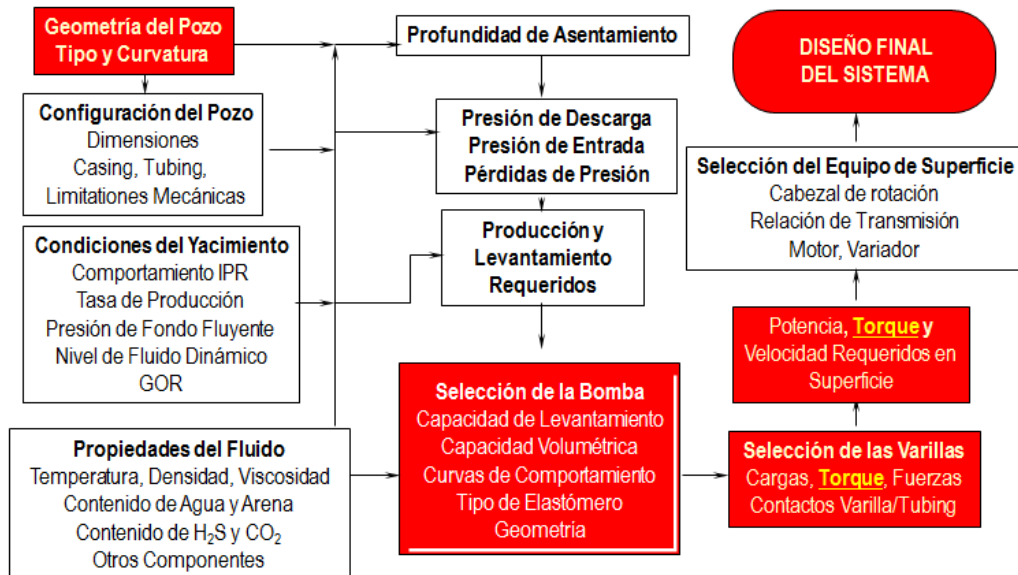 Geometría del Pozo
Tipo y Curvatura
Configuración del Pozo
Dimensiones
Casing, Tubing,
Limitationes Mecánicas
Condiciones del Yacimiento
Comportamiento IPR
Tasa de Producción
Presión de Fondo Fluyente
Nivel de Fluido Dinámico
GOR
Propiedades del Fluido
Temperatura, Densidad, Viscosidad
Contenido de Agua y Arena
Contenido de H₂S y CO₂
Otros Componentes
Profundidad de Asentamiento
Presión de Descarga
Presión de Entrada
Pérdidas de Presión
Producción y
Levantamiento
Requeridos
Selección de la Bomba
Capacidad de Levantamiento
Capacidad Volumétrica
Curvas de Comportamiento
Tipo de Elastómero
Geometría
DISEÑO FINAL
DEL SISTEMA
Selección del Equipo de Superficie
Cabezal de rotación
Relación de Transmisión
Motor, Variador
Potencia, Torque y
Velocidad Requeridos en
Superficie
Selección de las Varillas
Cargas, Torque, Fuerzas
Contactos Varilla/Tubing